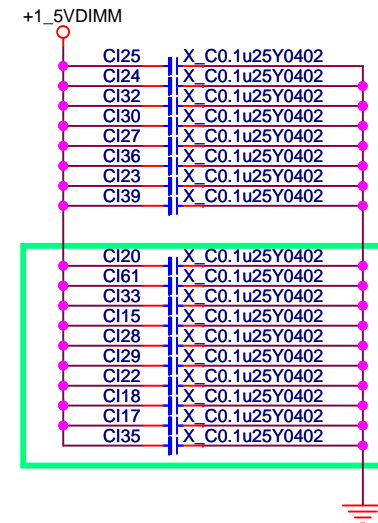 +1_5VDIMM
CI25 X_C0.1u25Y0402
CI24 X_C0.1u25Y0402
CI32 X_C0.1u25Y0402
CI30 X_C0.1u25Y0402
CI27 X_C0.1u25Y0402
CI36 X_C0.1u25Y0402
CI23 X_C0.1u25Y0402
CI39 X_C0.1u25Y0402
CI20 X_C0.1u25Y0402
CI61 X_C0.1u25Y0402
CI33 X_C0.1u25Y0402
CI15 X_C0.1u25Y0402
CI28 X_C0.1u25Y0402
CI29 X_C0.1u25Y0402
CI22 X_C0.1u25Y0402
CI18 X_C0.1u25Y0402
CI17 X_C0.1u25Y0402
CI35 X_C0.1u25Y0402